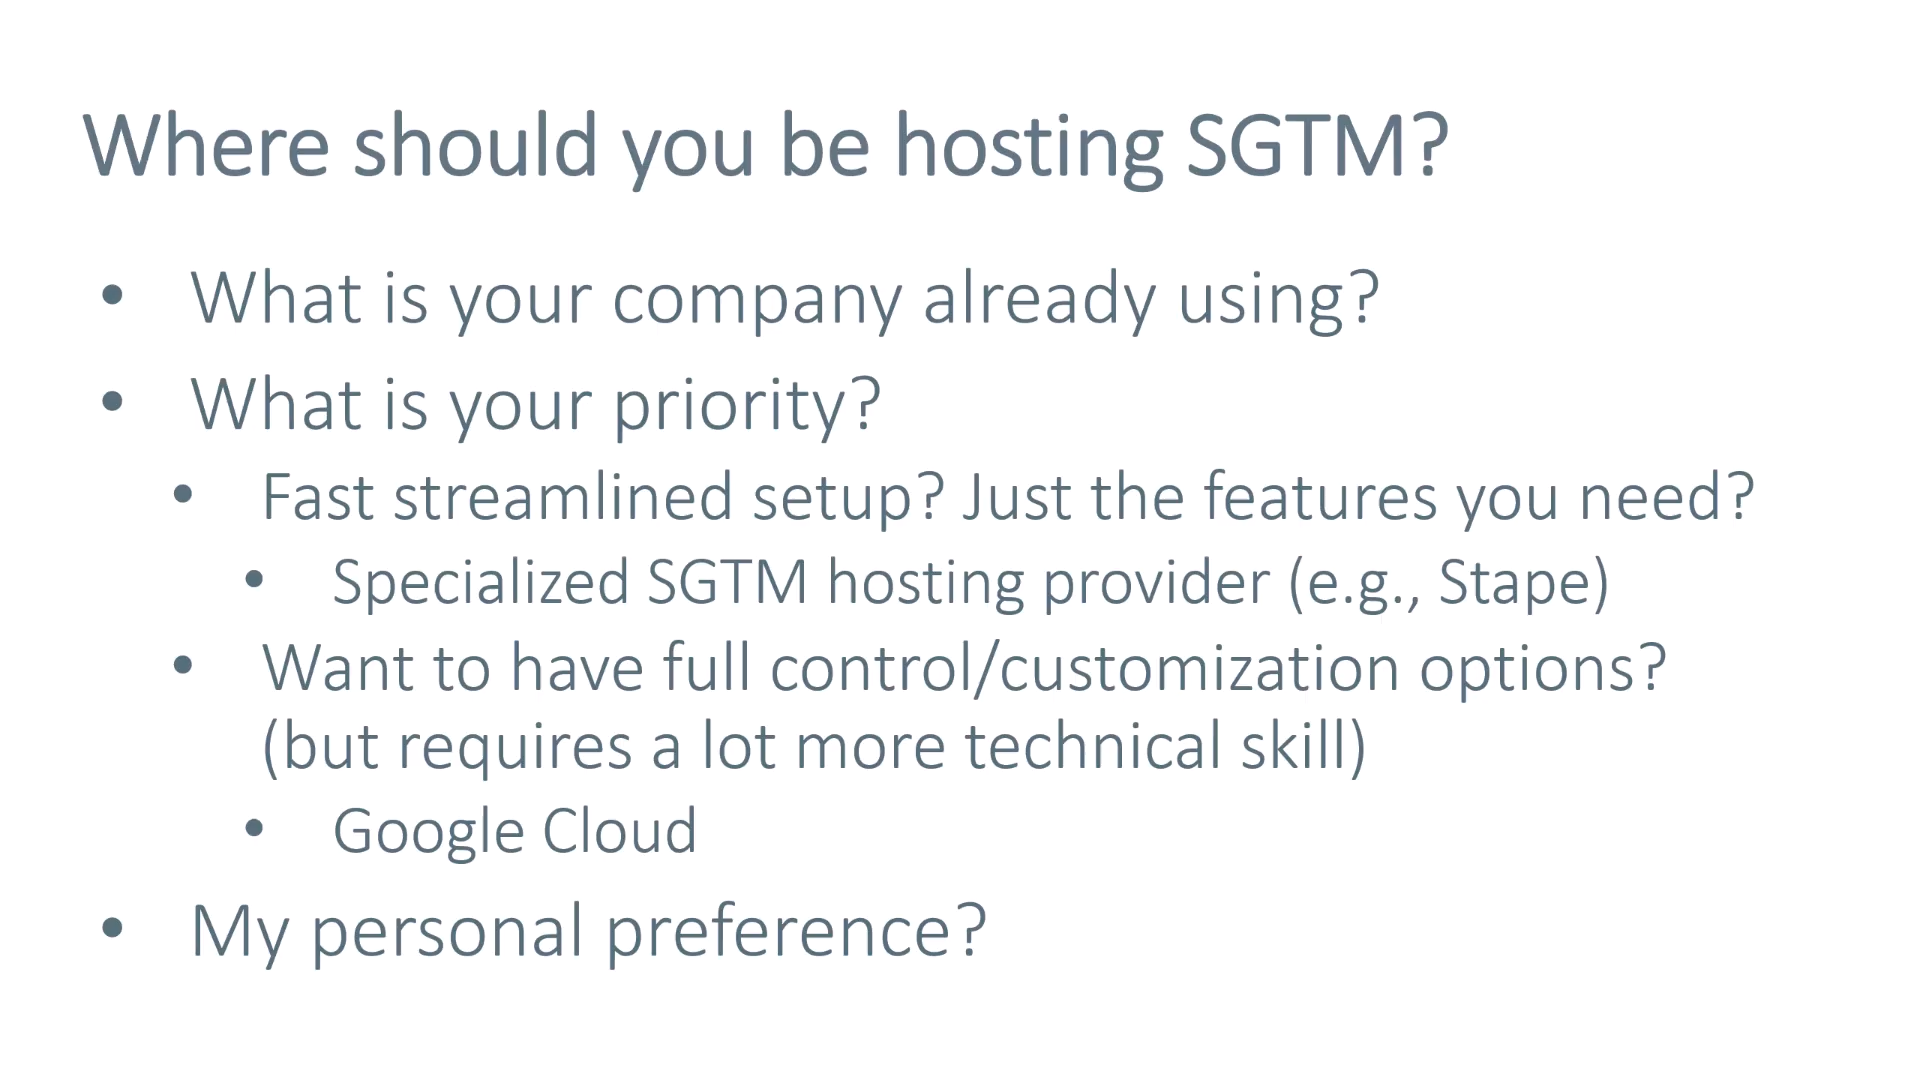 Where should you be hosting SGTM?
• What is your company already using?
• What is your priority?
• Fast streamlined setup? Just the features you need?
• Specialized SGTM hosting provider (e.g., Stape)
• Want to have full control/customization options?
(but requires a lot more technical skill)
• Google Cloud
• My personal preference?